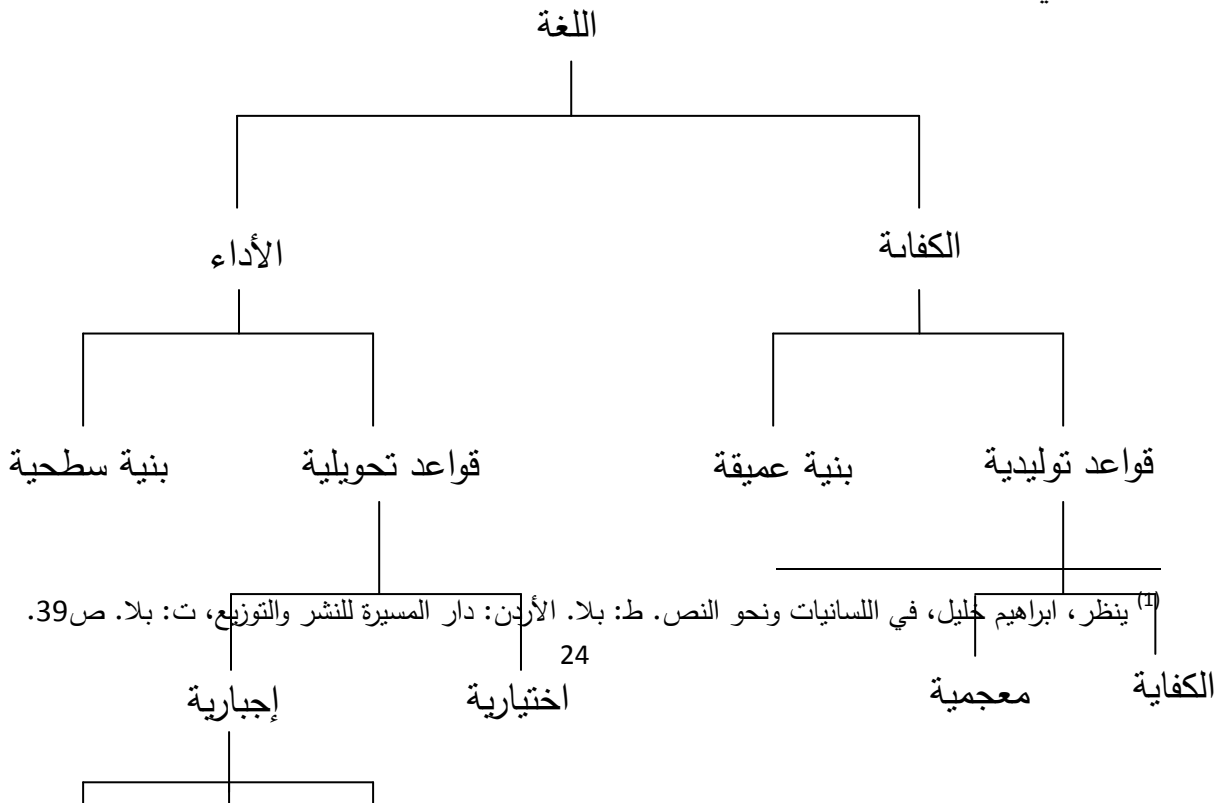 اللغة
الكفاىة
الأداء
قواعد توليدية
بنية عميقة
قواعد تحويلية
بنية سطحية
(1) ينظر، ابراهيم خليل، في اللسانيات ونحو النص. ط: بلا. الأردن: دار المسيرة للنشر والتوزيع، ت: بلا. ص39.
24
الكفاية
معجمية
اختيارية
إجبارية